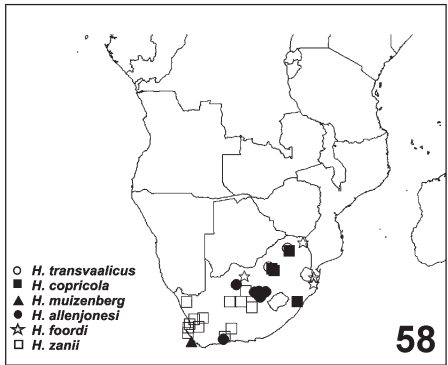 H. transvaalicus
H. copricola
H. muizenberg
H. allenjonesi
H. foordi
H. zanii
58